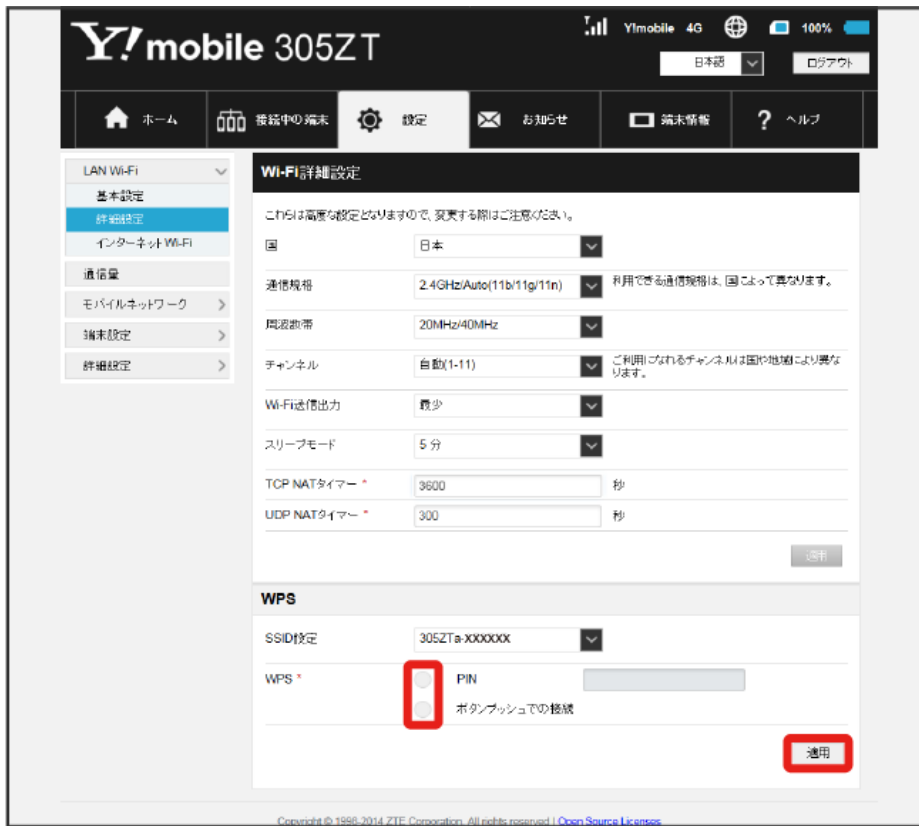 Y! mobile 305ZT
Y!mobile 4G 100%
日本語 ログアウト
ホーム 接続中の端末 設定 お知らせ 端末情報 ? ヘルプ
LAN Wi-Fi
基本設定
詳細設定
インターネットWi-Fi
通信量
モバイルネットワーク
端末設定
詳細設定
Wi-Fi詳細設定
これらは高度な設定となりますので、変更する際はご注意ください。
国 日本
通信規格 2.4GHz/Auto(11b/11g/11n) 利用できる通信規格は、国によって異なります。
周波数帯 20MHz/40MHz
チャンネル 自動(1-11) ご利用になれるチャンネルは国や地域により異な
ります。
Wi-Fi送信出力 最少
スリープモード 5 分
TCP NATタイマー * 3600 秒
UDP NATタイマー * 300 秒
適用
WPS
SSID設定 305ZTa-XXXXXX
WPS * PIN
ボタンプッシュでの接続
適用
Copyright © 1998-2014 ZTE Corporation. All rights reserved | Open Source Licenses